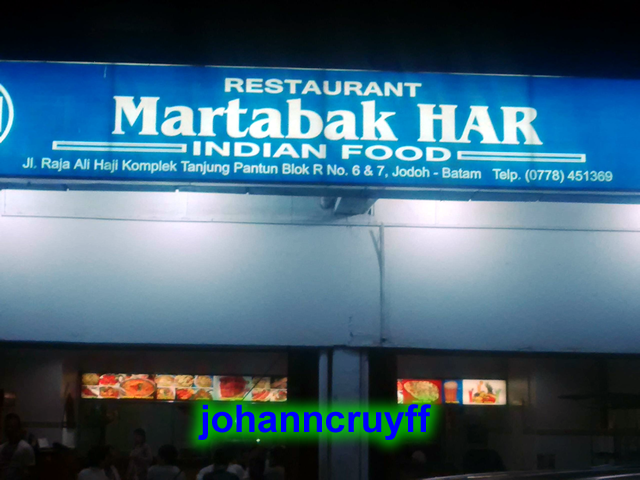 RESTAURANT
Martabak HAR
INDIAN FOOD
Jl. Raja Ali Haji Komplek Tanjung Pantun Blok R No. 6 & 7, Jodoh - Batam Telp. (0778) 451369
johanncruyff